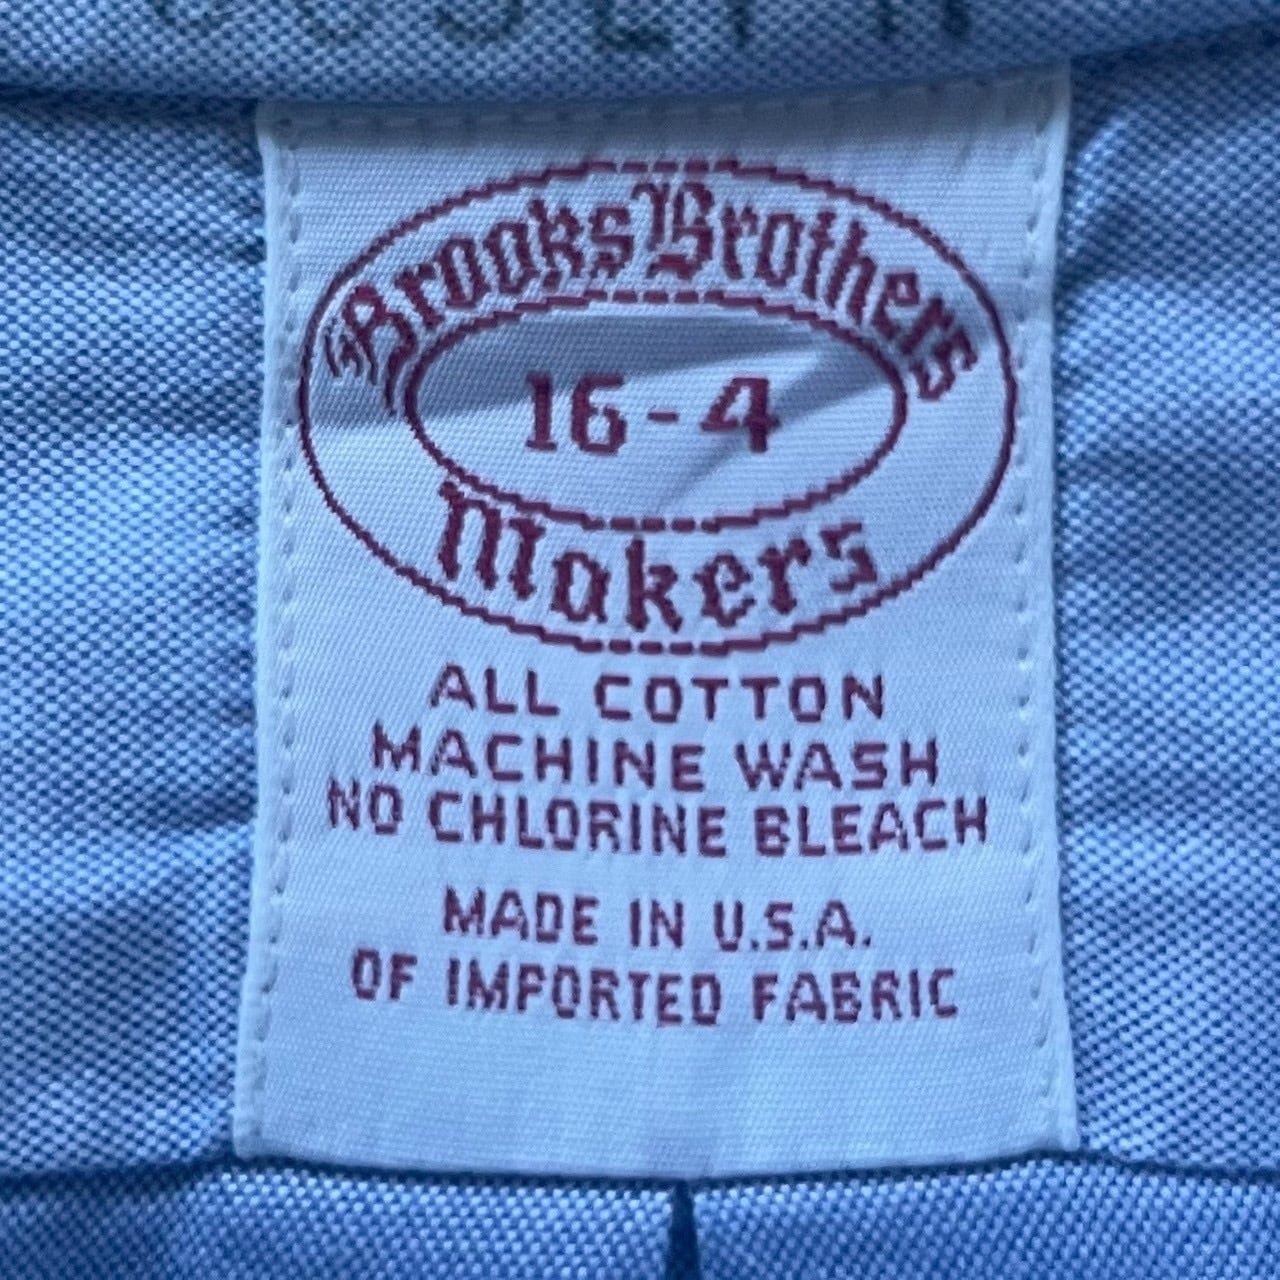 "Brooks Brothers
16-4
Makers
ALL COTTON
MACHINE WASH
NO CHLORINE BLEACH
MADE IN U.S.A.
OF IMPORTED FABRIC